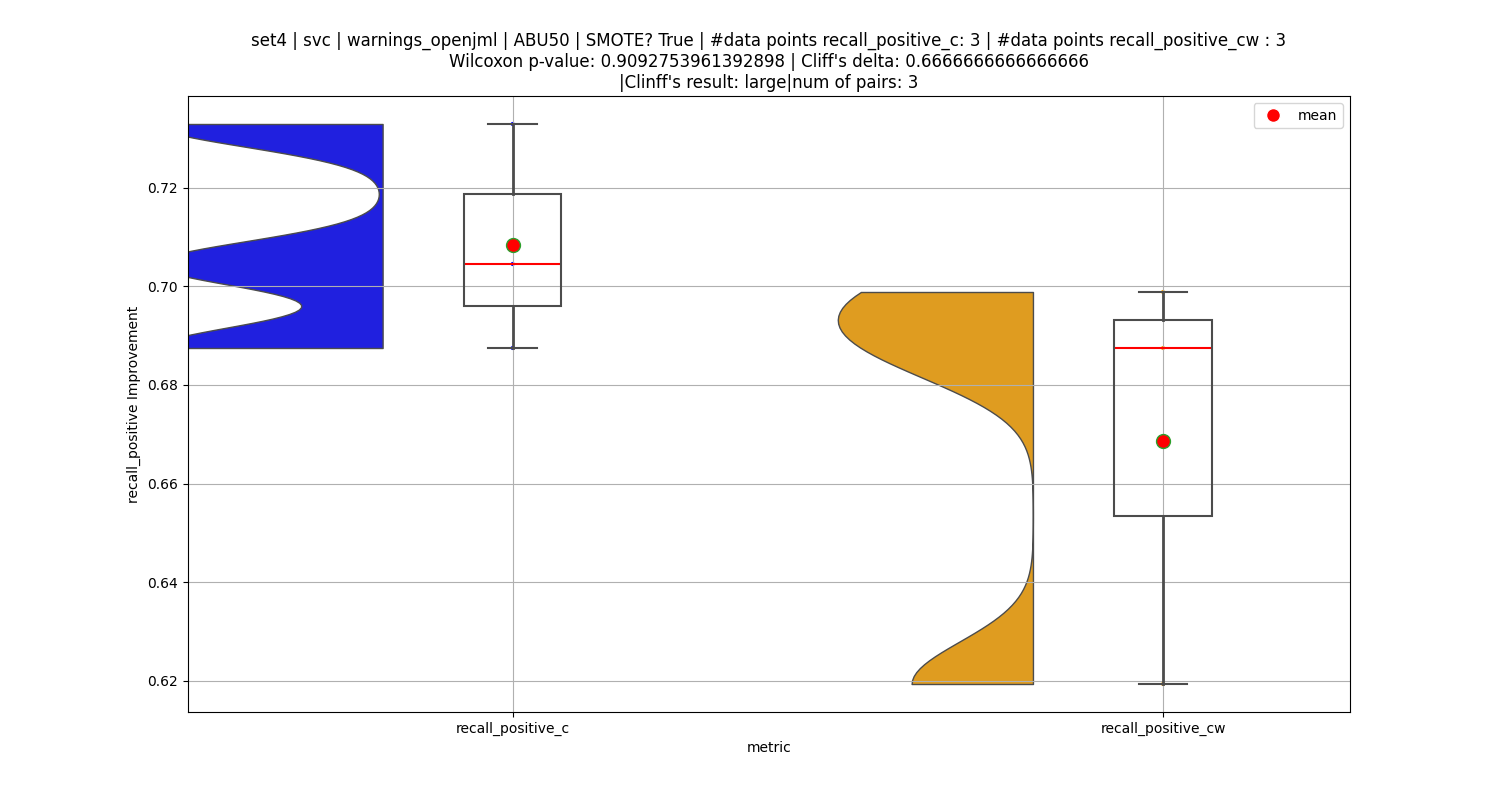 set4 | svc | warnings_openjml | ABU50 | SMOTE? True | #data points recall_positive_c: 3 | #data points recall_positive_cw : 3
Wilcoxon p-value: 0.9092753961392898 | Cliff's delta: 0.6666666666666666
|Clinff's result: large|num of pairs: 3
mean
0.72
0.70
0.68
0.66
0.64
0.62
recall_positive Improvement
recall_positive_c
recall_positive_cw
metric